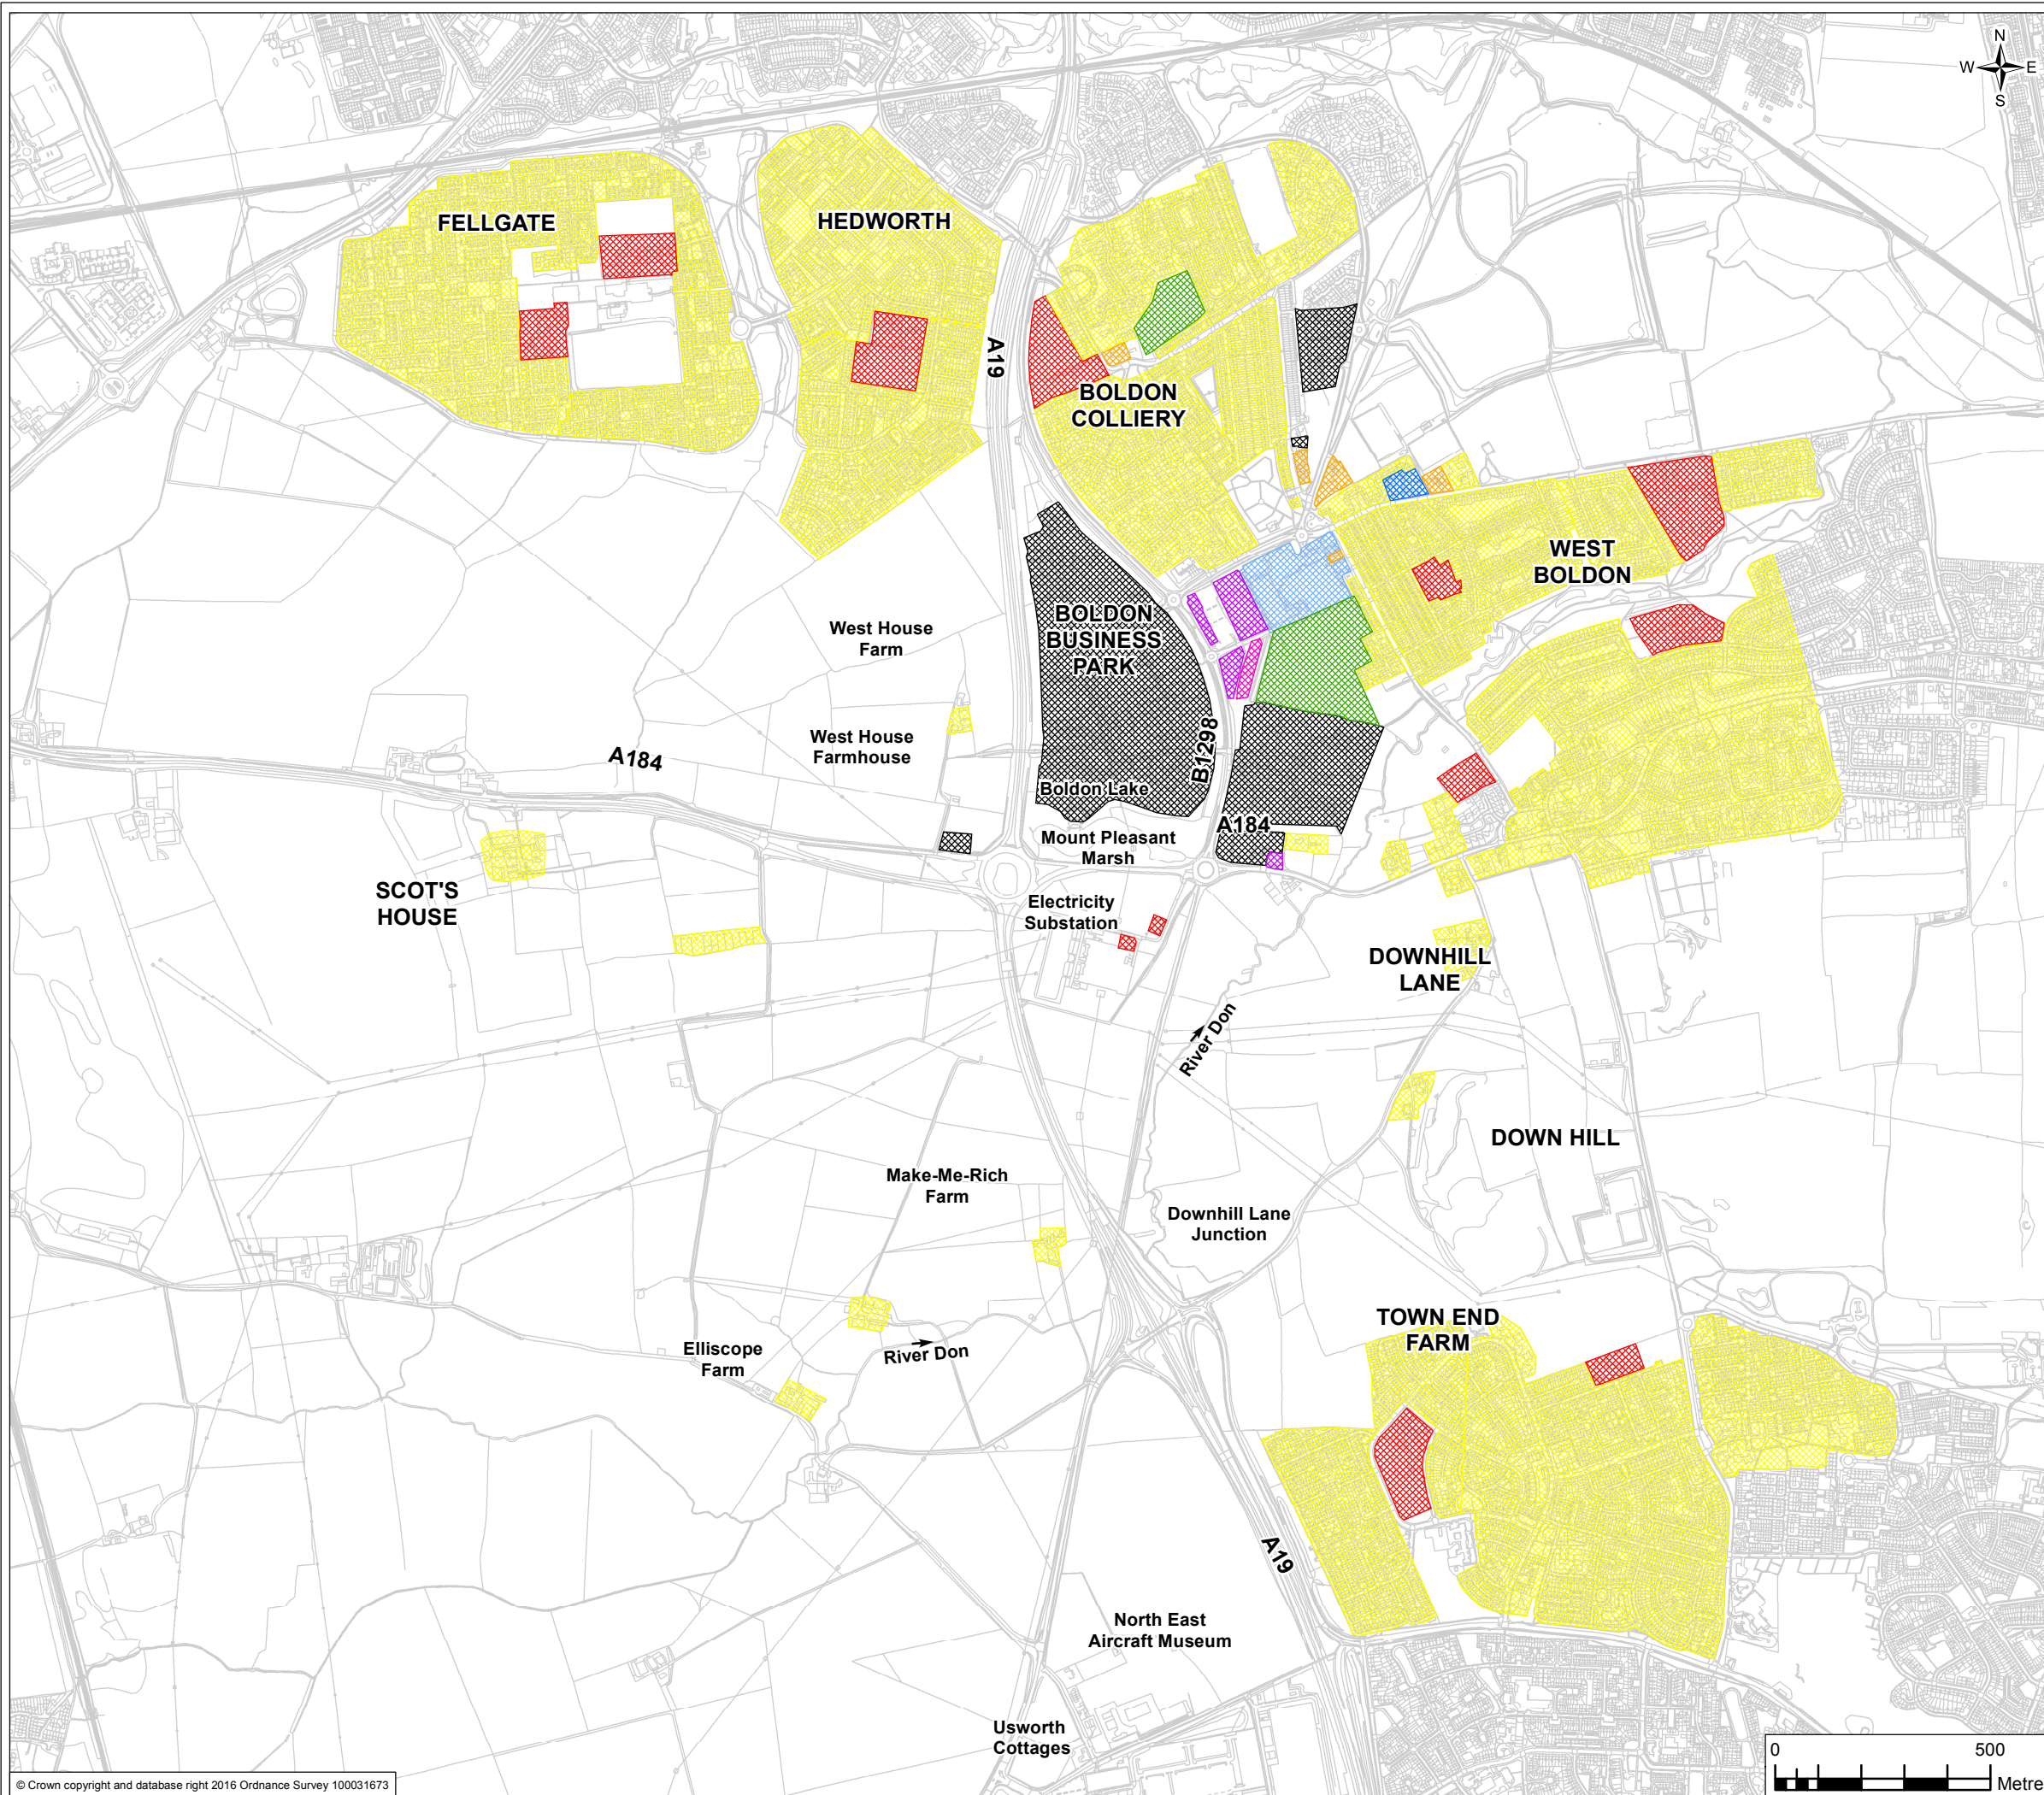 N
W
E
S
FELLGATE
HEDWORTH
A19
BOLDON
COLLIERY
WEST
BOLDON
BOLDON
BUSINESS
PARK
West House
Farm
West House
Farmhouse
A184
B1298
Boldon Lake
A184
Mount Pleasant
Marsh
SCOT'S
HOUSE
Electricity
Substation
DOWNHILL
LANE
River Don
DOWN HILL
Make-Me-Rich
Farm
Downhill Lane
Junction
TOWN END
FARM
Elliscope
Farm
River Don
A19
North East
Aircraft Museum
Usworth
Cottages
0
500
Metre
© Crown copyright and database right 2016 Ordnance Survey 100031673